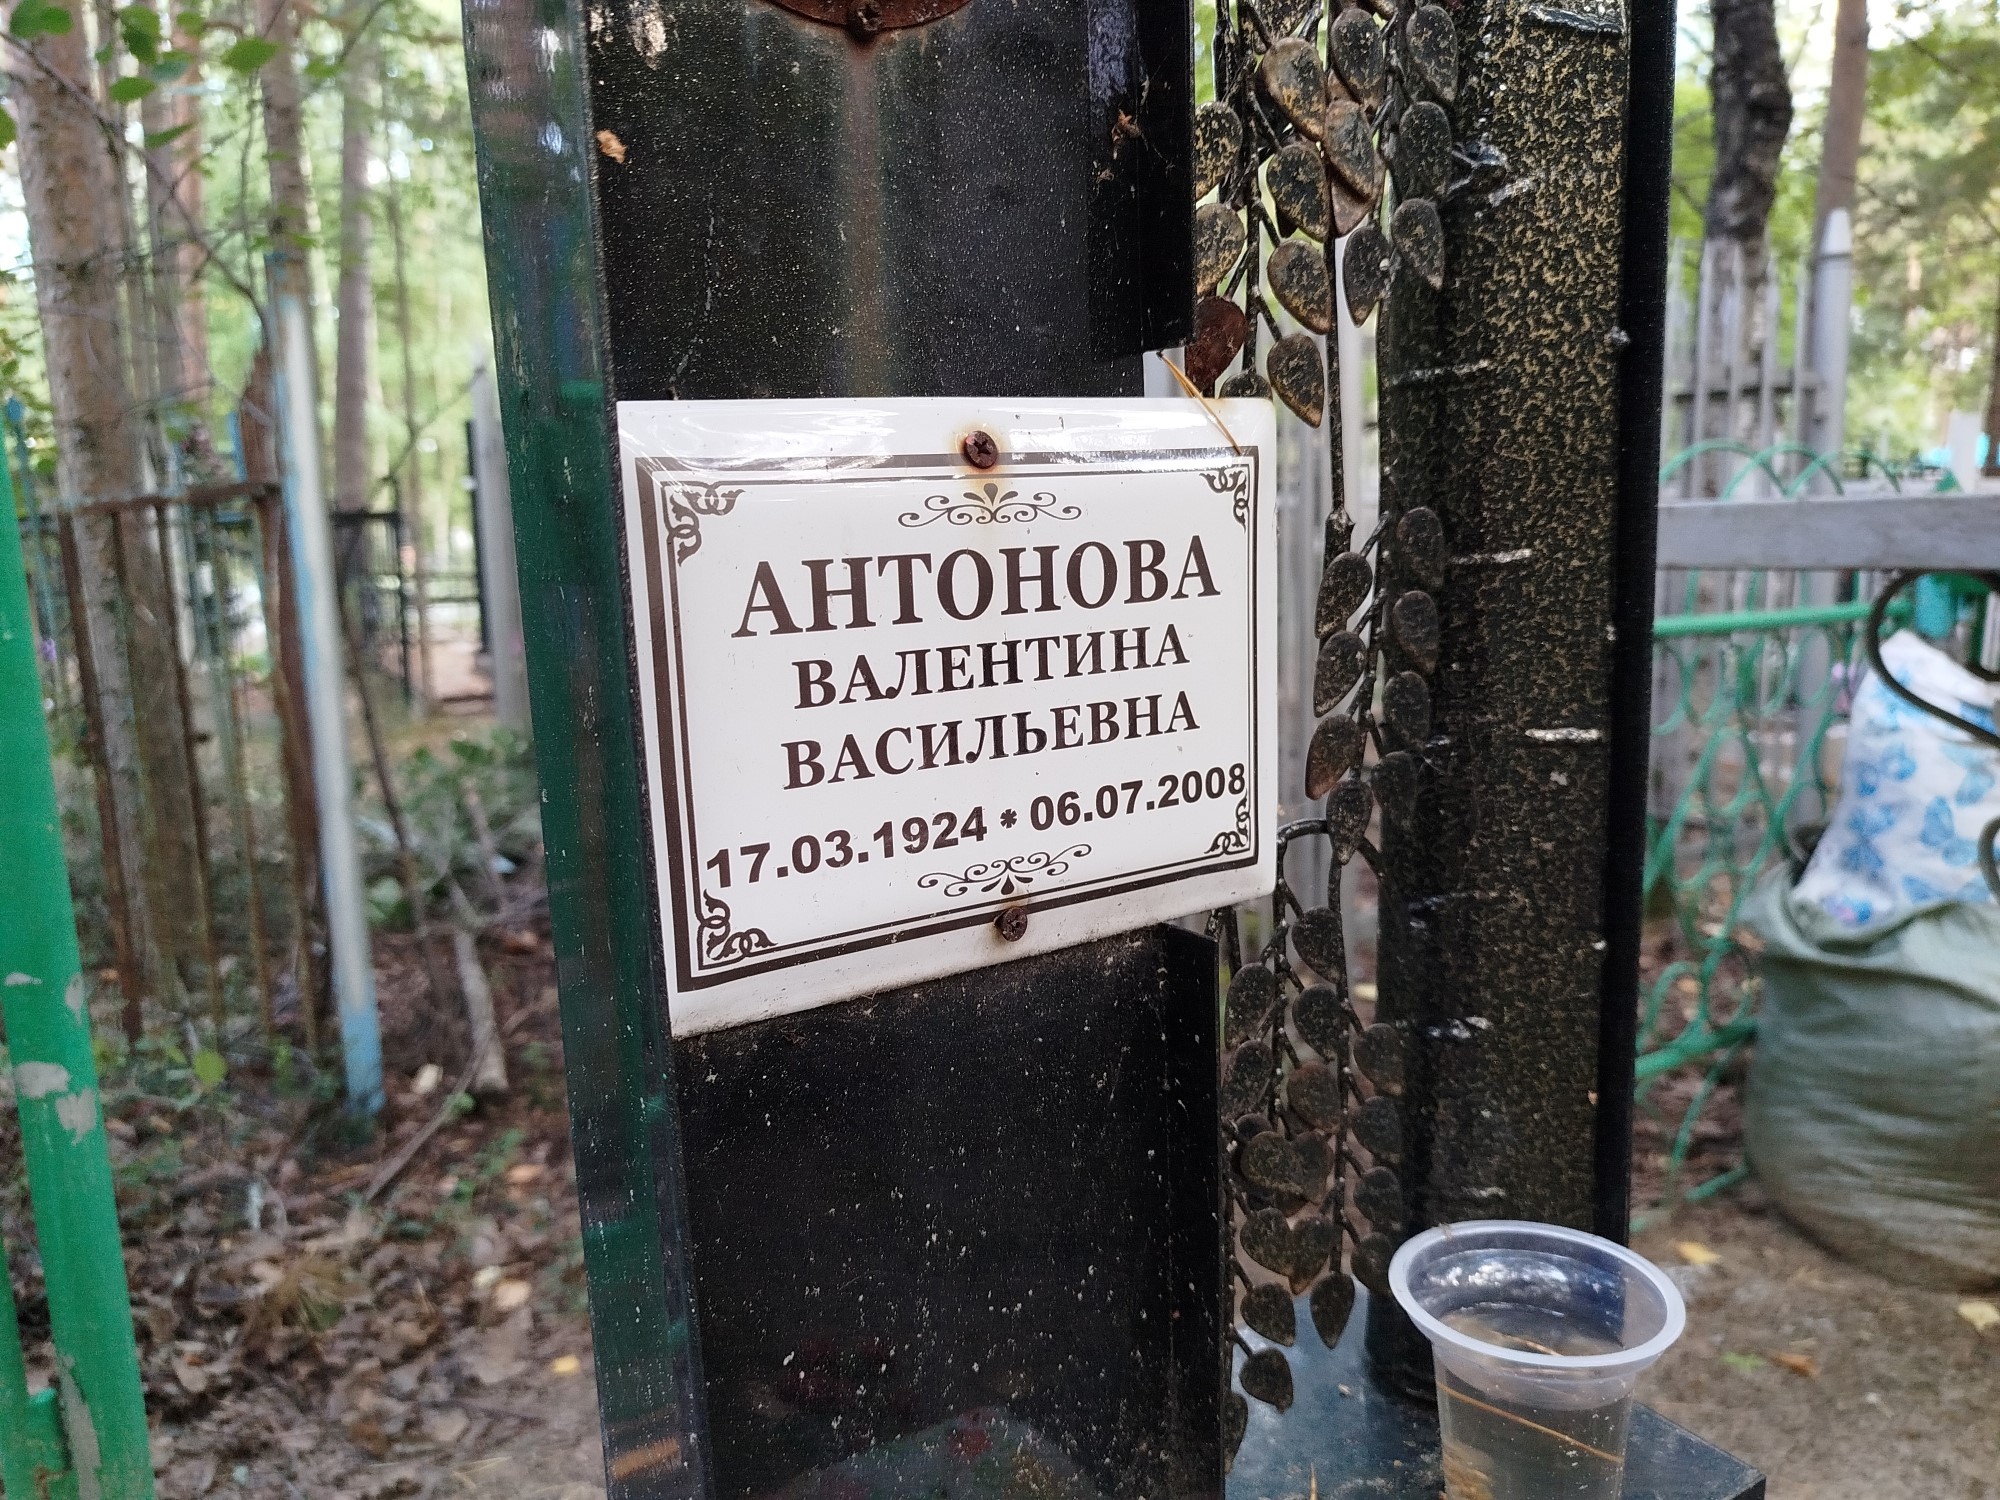 АНТОНОВА
ВАЛЕНТИНА
ВАСИЛЬЕВНА
17.03.1924 * 06.07.2008